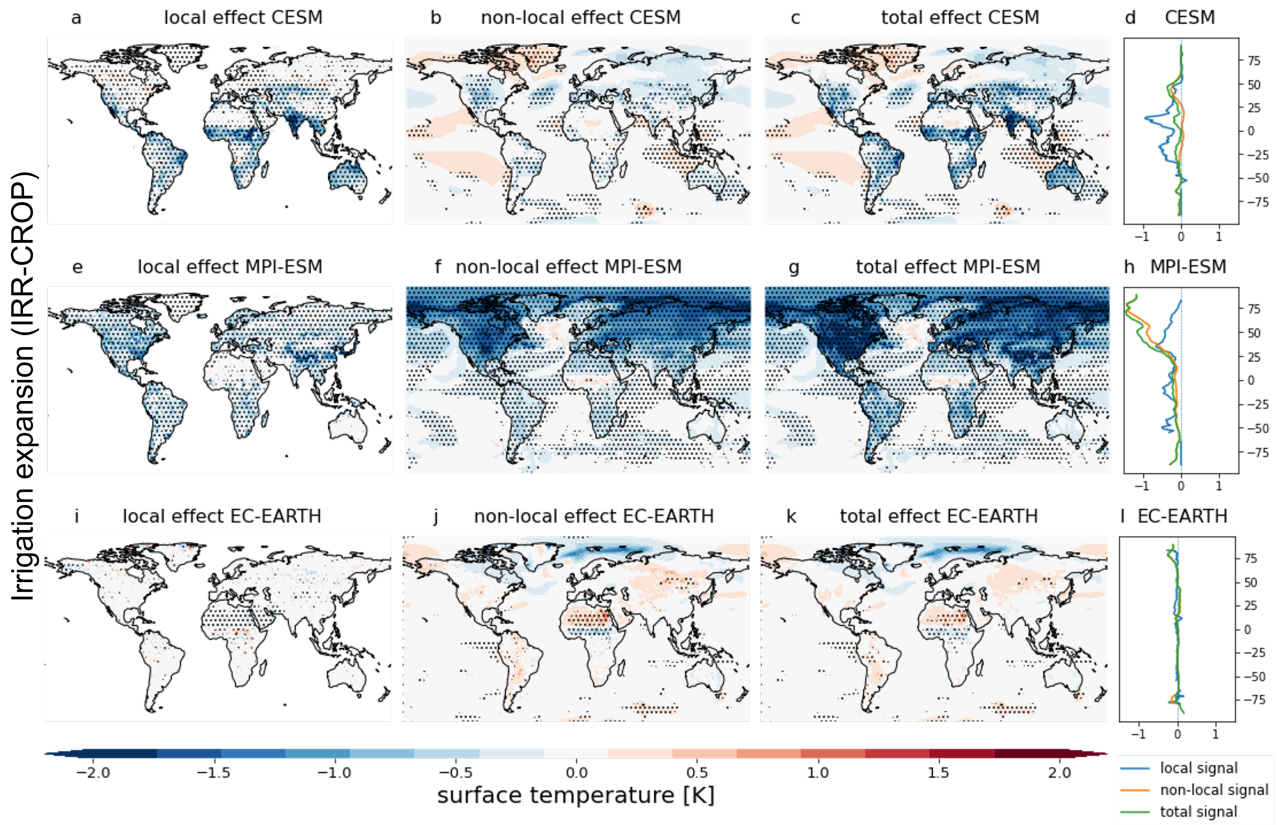 a local effect CESM b non-local effect CESM c total effect CESM d CESM
75
50
25
0
−25
−50
−75
−1 0 1
Irrigation expansion (IRR-CROP)
e local effect MPI-ESM f non-local effect MPI-ESM g total effect MPI-ESM h MPI-ESM
75
50
25
0
−25
−50
−75
−1 0 1
i local effect EC-EARTH j non-local effect EC-EARTH k total effect EC-EARTH l EC-EARTH
75
50
25
0
−25
−50
−75
−1 0 1
−2.0 −1.5 −1.0 −0.5 0.0 0.5 1.0 1.5 2.0
surface temperature [K]
local signal
non-local signal
total signal